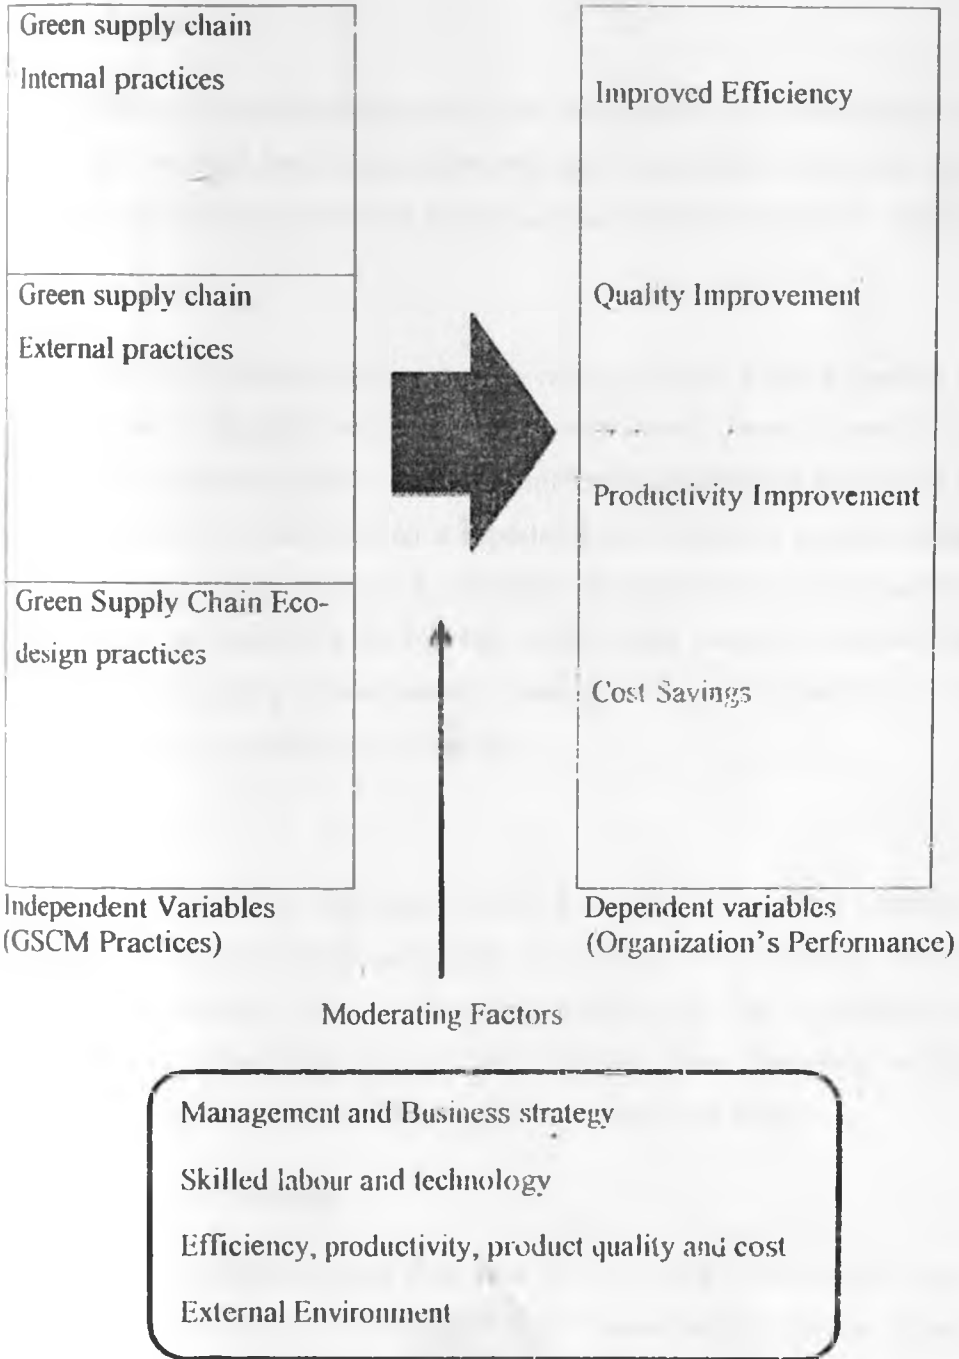 Green supply chain
Internal practices
Green supply chain
External practices
Green Supply Chain Eco-
design practices
Independent Variables
(GSCM Practices)
Improved Efficiency
Quality Improvement
Productivity Improvement
Cost Savings
Dependent variables
(Organization's Performance)
Moderating Factors
Management and Business strategy
Skilled labour and technology
Efficiency, productivity, product quality and cost
External Environment